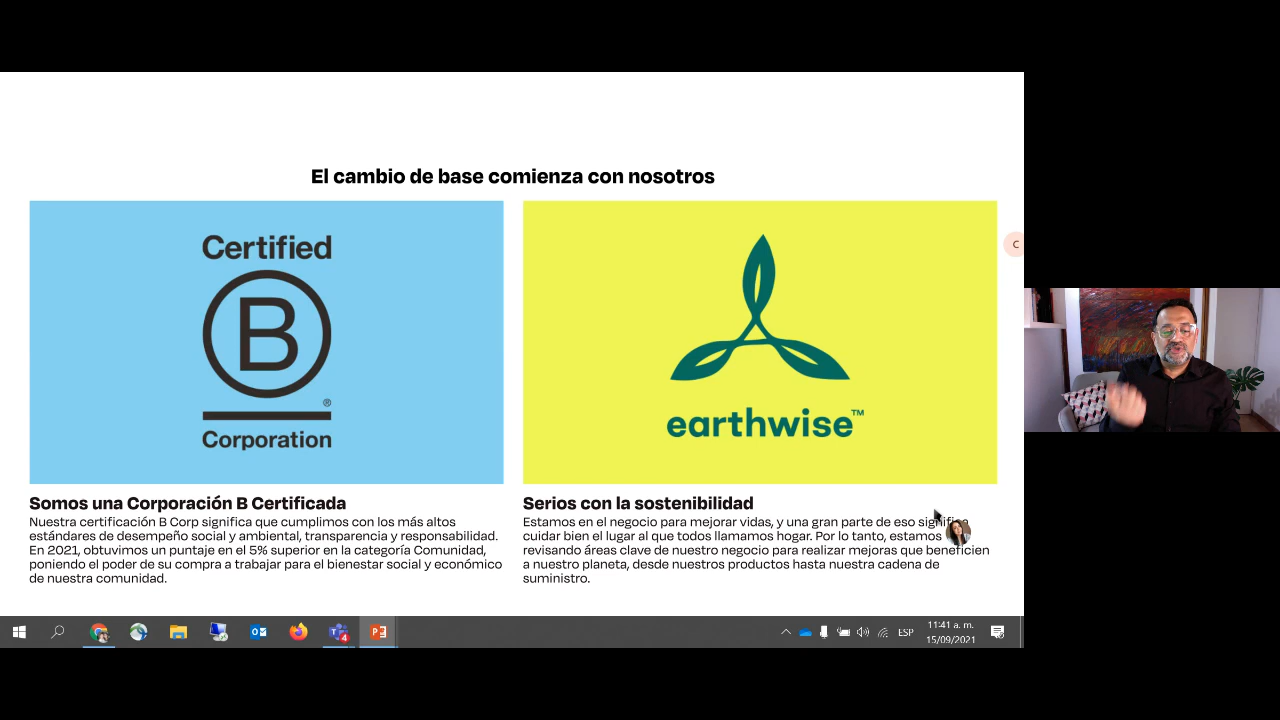 El cambio de base comienza con nosotros
Certified
B
®
Corporation
earthwise™
Somos una Corporación B Certificada
Nuestra certificación B Corp significa que cumplimos con los más altos
estándares de desempeño social y ambiental, transparencia y responsabilidad.
En 2021, obtuvimos un puntaje en el 5% superior en la categoría Comunidad,
poniendo el poder de su compra a trabajar para el bienestar social y económico
de nuestra comunidad.
Serios con la sostenibilidad
Estamos en el negocio para mejorar vidas, y una gran parte de eso significa
cuidar bien el lugar al que todos llamamos hogar. Por lo tanto, estamos
revisando áreas clave de nuestro negocio para realizar mejoras que beneficien
a nuestro planeta, desde nuestros productos hasta nuestra cadena de
suministro.
C
ESP
11:41 a. m.
15/09/2021
4